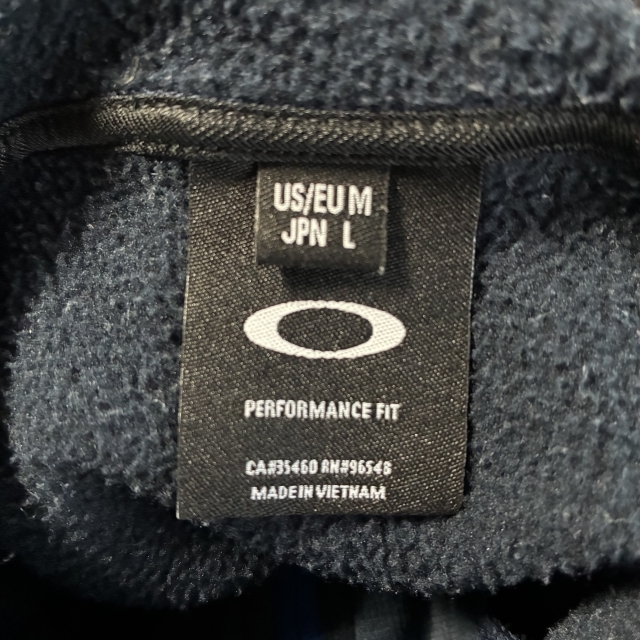 US/EU M
JPN L
PERFORMANCE FIT
CA#35460 RN#96548
MADE IN VIETNAM